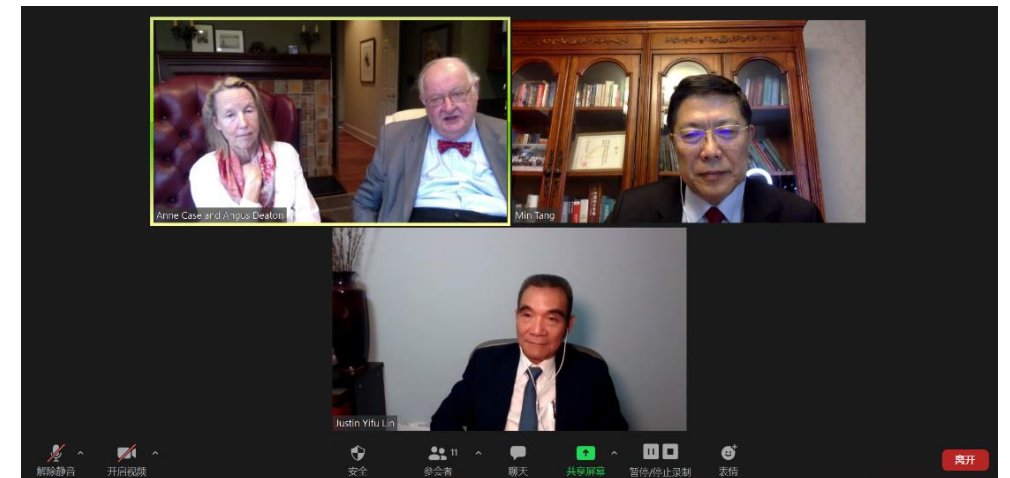 Anne Case and Angus Deaton
Min Tang
Justin Yifu Lin
11
解除静音
开启视频
安全
参会者
聊天
共享屏幕
暂停/停止录制
表情
离开